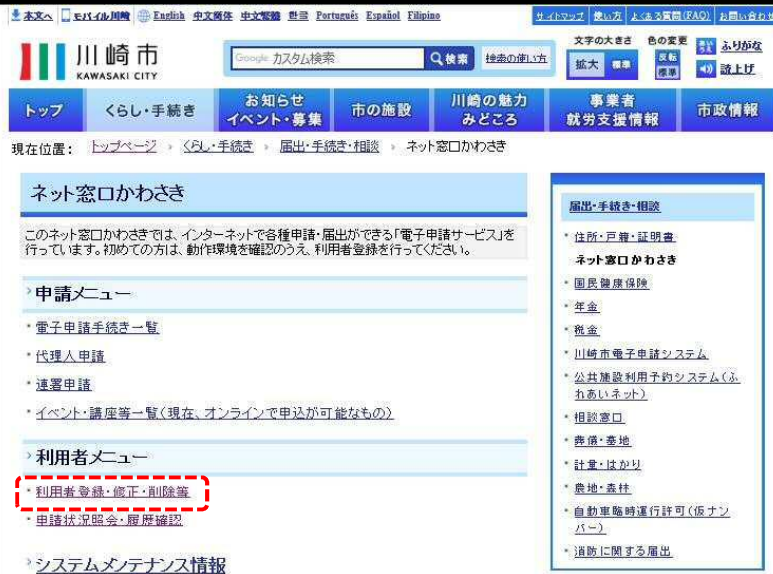 本文へ モバイル川崎 English 中文简体 中文繁體 한글 Português Español Filipino サイトマップ 使い方 よくある質問(FAQ) お問い合わせ
川崎市
KAWASAKI CITY
Google カスタム検索
検索
検索の使い方
文字の大きさ 色の変更
拡大 標準 反転 標準
ふりがな
読上げ
トップ
くらし・手続き
お知らせ
イベント・募集
市の施設
川崎の魅力
みどころ
事業者
就労支援情報
市政情報
現在位置: トップページ › くらし・手続き › 届出・手続き・相談 › ネット窓口かわさき
ネット窓口かわさき
このネット窓口かわさきでは、インターネットで各種申請・届出ができる「電子申請サービス」を
行っています。初めての方は、動作環境を確認のうえ、利用者登録を行ってください。
申請メニュー
・電子申請手続き一覧
・代理人申請
・連署申請
・イベント・講座等一覧(現在、オンラインで申込が可能なもの)
利用者メニュー
・利用者登録・修正・削除等
・申請状況照会・履歴確認
システムメンテナンス情報
届出・手続き・相談
・住所・戸籍・証明書
ネット窓口かわさき
・国民健康保険
・年金
・税金
・川崎市電子申請システム
・公共施設利用予約システム(ふ
れあいネット)
・相談窓口
・葬儀・墓地
・計量・はかり
・農地・森林
・自動車臨時運行許可(仮ナン
バー)
・消防に関する届出